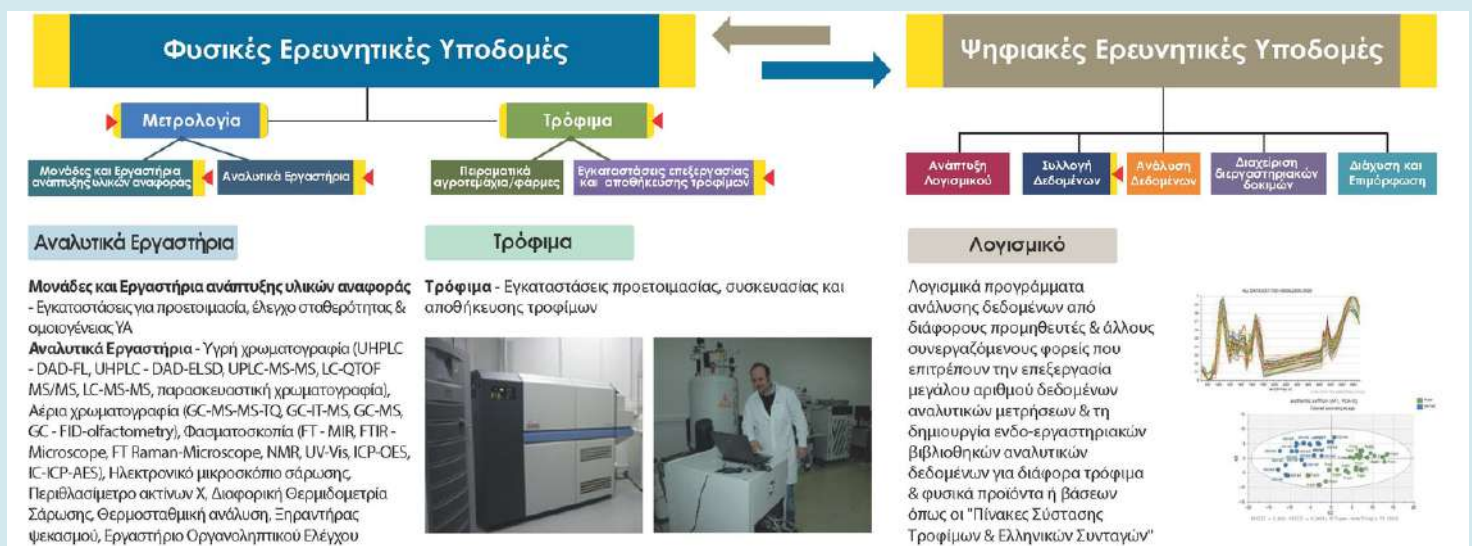 Φυσικές Ερευνητικές Υποδομές
Ψηφιακές Ερευνητικές Υποδομές
Μετρολογία
Τρόφιμα
Μονάδες και Εργαστήρια
ανάπτυξης υλικών αναφοράς
Αναλυτικά Εργαστήρια
Πειραματικά
αγροτεμάχια/φάρμες
Εγκαταστάσεις επεξεργασίας
και αποθήκευσης τροφίμων
Ανάπτυξη
Λογισμικού
Συλλογή
Δεδομένων
Ανάλυση
Δεδομένων
Διαχείριση
διεργαστηριακών
δοκιμών
Διάχυση και
Επιμόρφωση
Αναλυτικά Εργαστήρια
Μονάδες και Εργαστήρια ανάπτυξης υλικών αναφοράς
- Εγκαταστάσεις για προετοιμασία, έλεγχο σταθερότητας &
ομοιογένειας ΥΑ
Αναλυτικά Εργαστήρια - Υγρή χρωματογραφία (UHPLC
- DAD-FL, UHPLC - DAD-ELSD, UPLC-MS-MS, LC-QTOF
MS/MS, LC-MS-MS, παρασκευαστική χρωματογραφία),
Αέρια χρωματογραφία (GC-MS-MS-TQ, GC-IT-MS, GC-MS,
GC - FID-olfactometry), Φασματοσκοπία (FT - MIR, FTIR -
Microscope, FT Raman-Microscope, NMR, UV-Vis, ICP-OES,
IC-ICP-AES), Ηλεκτρονικό μικροσκόπιο σάρωσης,
Περιθλασίμετρο ακτίνων Χ, Διαφορική Θερμιδομετρία
Σάρωσης, Θερμοσταθμική ανάλυση, Ξηραντήρας
ψεκασμού, Εργαστήριο Οργανοληπτικού Ελέγχου
Τρόφιμα
Τρόφιμα - Εγκαταστάσεις προετοιμασίας, συσκευασίας και
αποθήκευσης τροφίμων
Λογισμικό
Λογισμικά προγράμματα
ανάλυσης δεδομένων από
διάφορους προμηθευτές & άλλους
συνεργαζόμενους φορείς που
επιτρέπουν την επεξεργασία
μεγάλου αριθμού δεδομένων
αναλυτικών μετρήσεων & τη
δημιουργία ενδο-εργαστηριακών
βιβλιοθηκών αναλυτικών
δεδομένων για διάφορα τρόφιμα
& φυσικά προϊόντα ή βάσεων
όπως οι "Πίνακες Σύστασης
Τροφίμων & Ελληνικών Συνταγών"